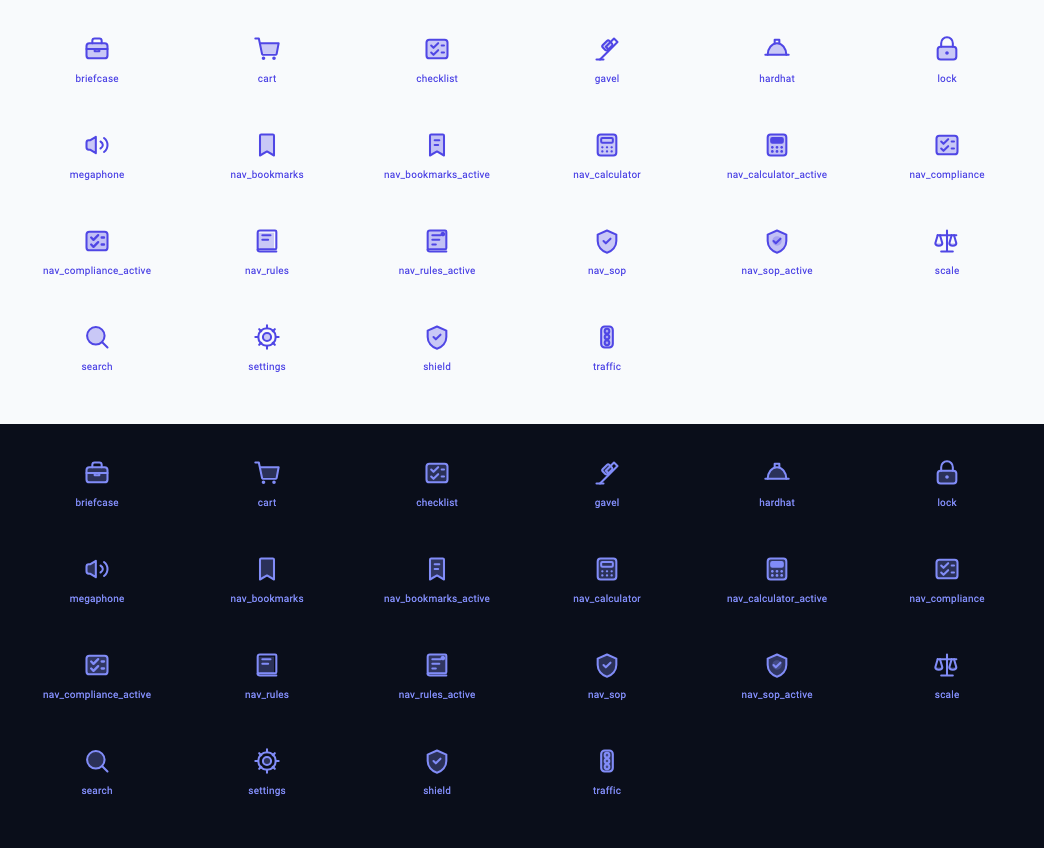 briefcase cart checklist gavel hardhat lock
megaphone nav_bookmarks nav_bookmarks_active nav_calculator nav_calculator_active nav_compliance
nav_compliance_active nav_rules nav_rules_active nav_sop nav_sop_active scale
search settings shield traffic
briefcase cart checklist gavel hardhat lock
megaphone nav_bookmarks nav_bookmarks_active nav_calculator nav_calculator_active nav_compliance
nav_compliance_active nav_rules nav_rules_active nav_sop nav_sop_active scale
search settings shield traffic